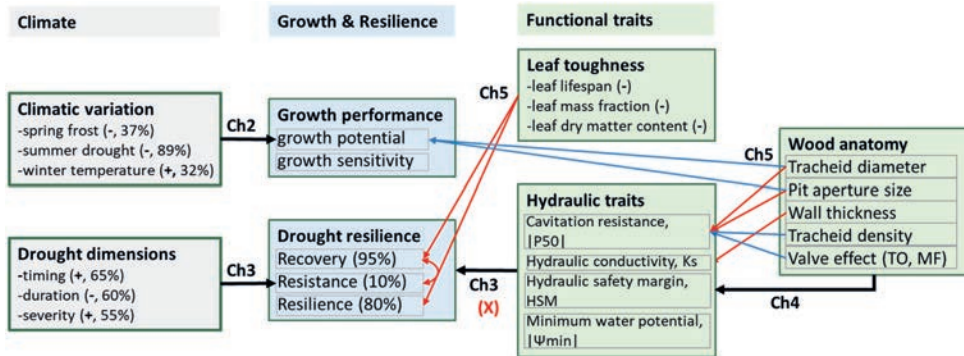 Climate
Growth & Resilience
Functional traits
Climatic variation
-spring frost (-, 37%)
-summer drought (-, 89%)
-winter temperature (+, 32%)
Ch2
Growth performance
growth potential
growth sensitivity
Ch5
Leaf toughness
-leaf lifespan (-)
-leaf mass fraction (-)
-leaf dry matter content (-)
Ch5
Wood anatomy
Tracheid diameter
Pit aperture size
Wall thickness
Tracheid density
Valve effect (TO, MF)
Drought dimensions
-timing (+, 65%)
-duration (-, 60%)
-severity (+, 55%)
Ch3
Drought resilience
Recovery (95%)
Resistance (10%)
Resilience (80%)
Ch3
(X)
Hydraulic traits
Cavitation resistance,
|P50|
Hydraulic conductivity, Ks
Hydraulic safety margin,
HSM
Minimum water potential,
|Ψmin|
Ch4